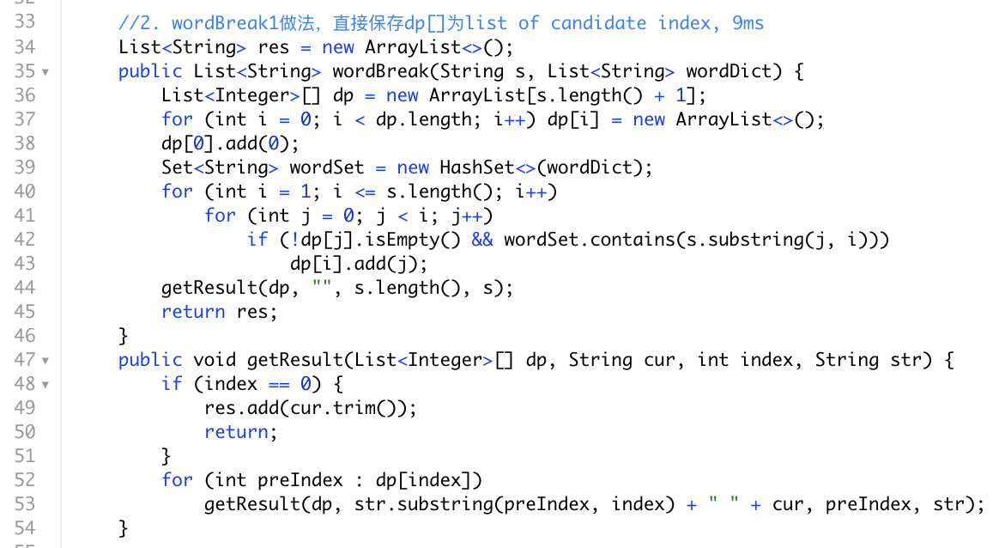 33 //2. wordBreak1做法，直接保存dp[]为list of candidate index, 9ms
34 List<String> res = new ArrayList<>();
35 public List<String> wordBreak(String s, List<String> wordDict) {
36 List<Integer>[] dp = new ArrayList[s.length() + 1];
37 for (int i = 0; i < dp.length; i++) dp[i] = new ArrayList<>();
38 dp[0].add(0);
39 Set<String> wordSet = new HashSet<>(wordDict);
40 for (int i = 1; i <= s.length(); i++)
41 for (int j = 0; j < i; j++)
42 if (!dp[j].isEmpty() && wordSet.contains(s.substring(j, i)))
43 dp[i].add(j);
44 getResult(dp, "", s.length(), s);
45 return res;
46 }
47 public void getResult(List<Integer>[] dp, String cur, int index, String str) {
48 if (index == 0) {
49 res.add(cur.trim());
50 return;
51 }
52 for (int preIndex : dp[index])
53 getResult(dp, str.substring(preIndex, index) + " " + cur, preIndex, str);
54 }